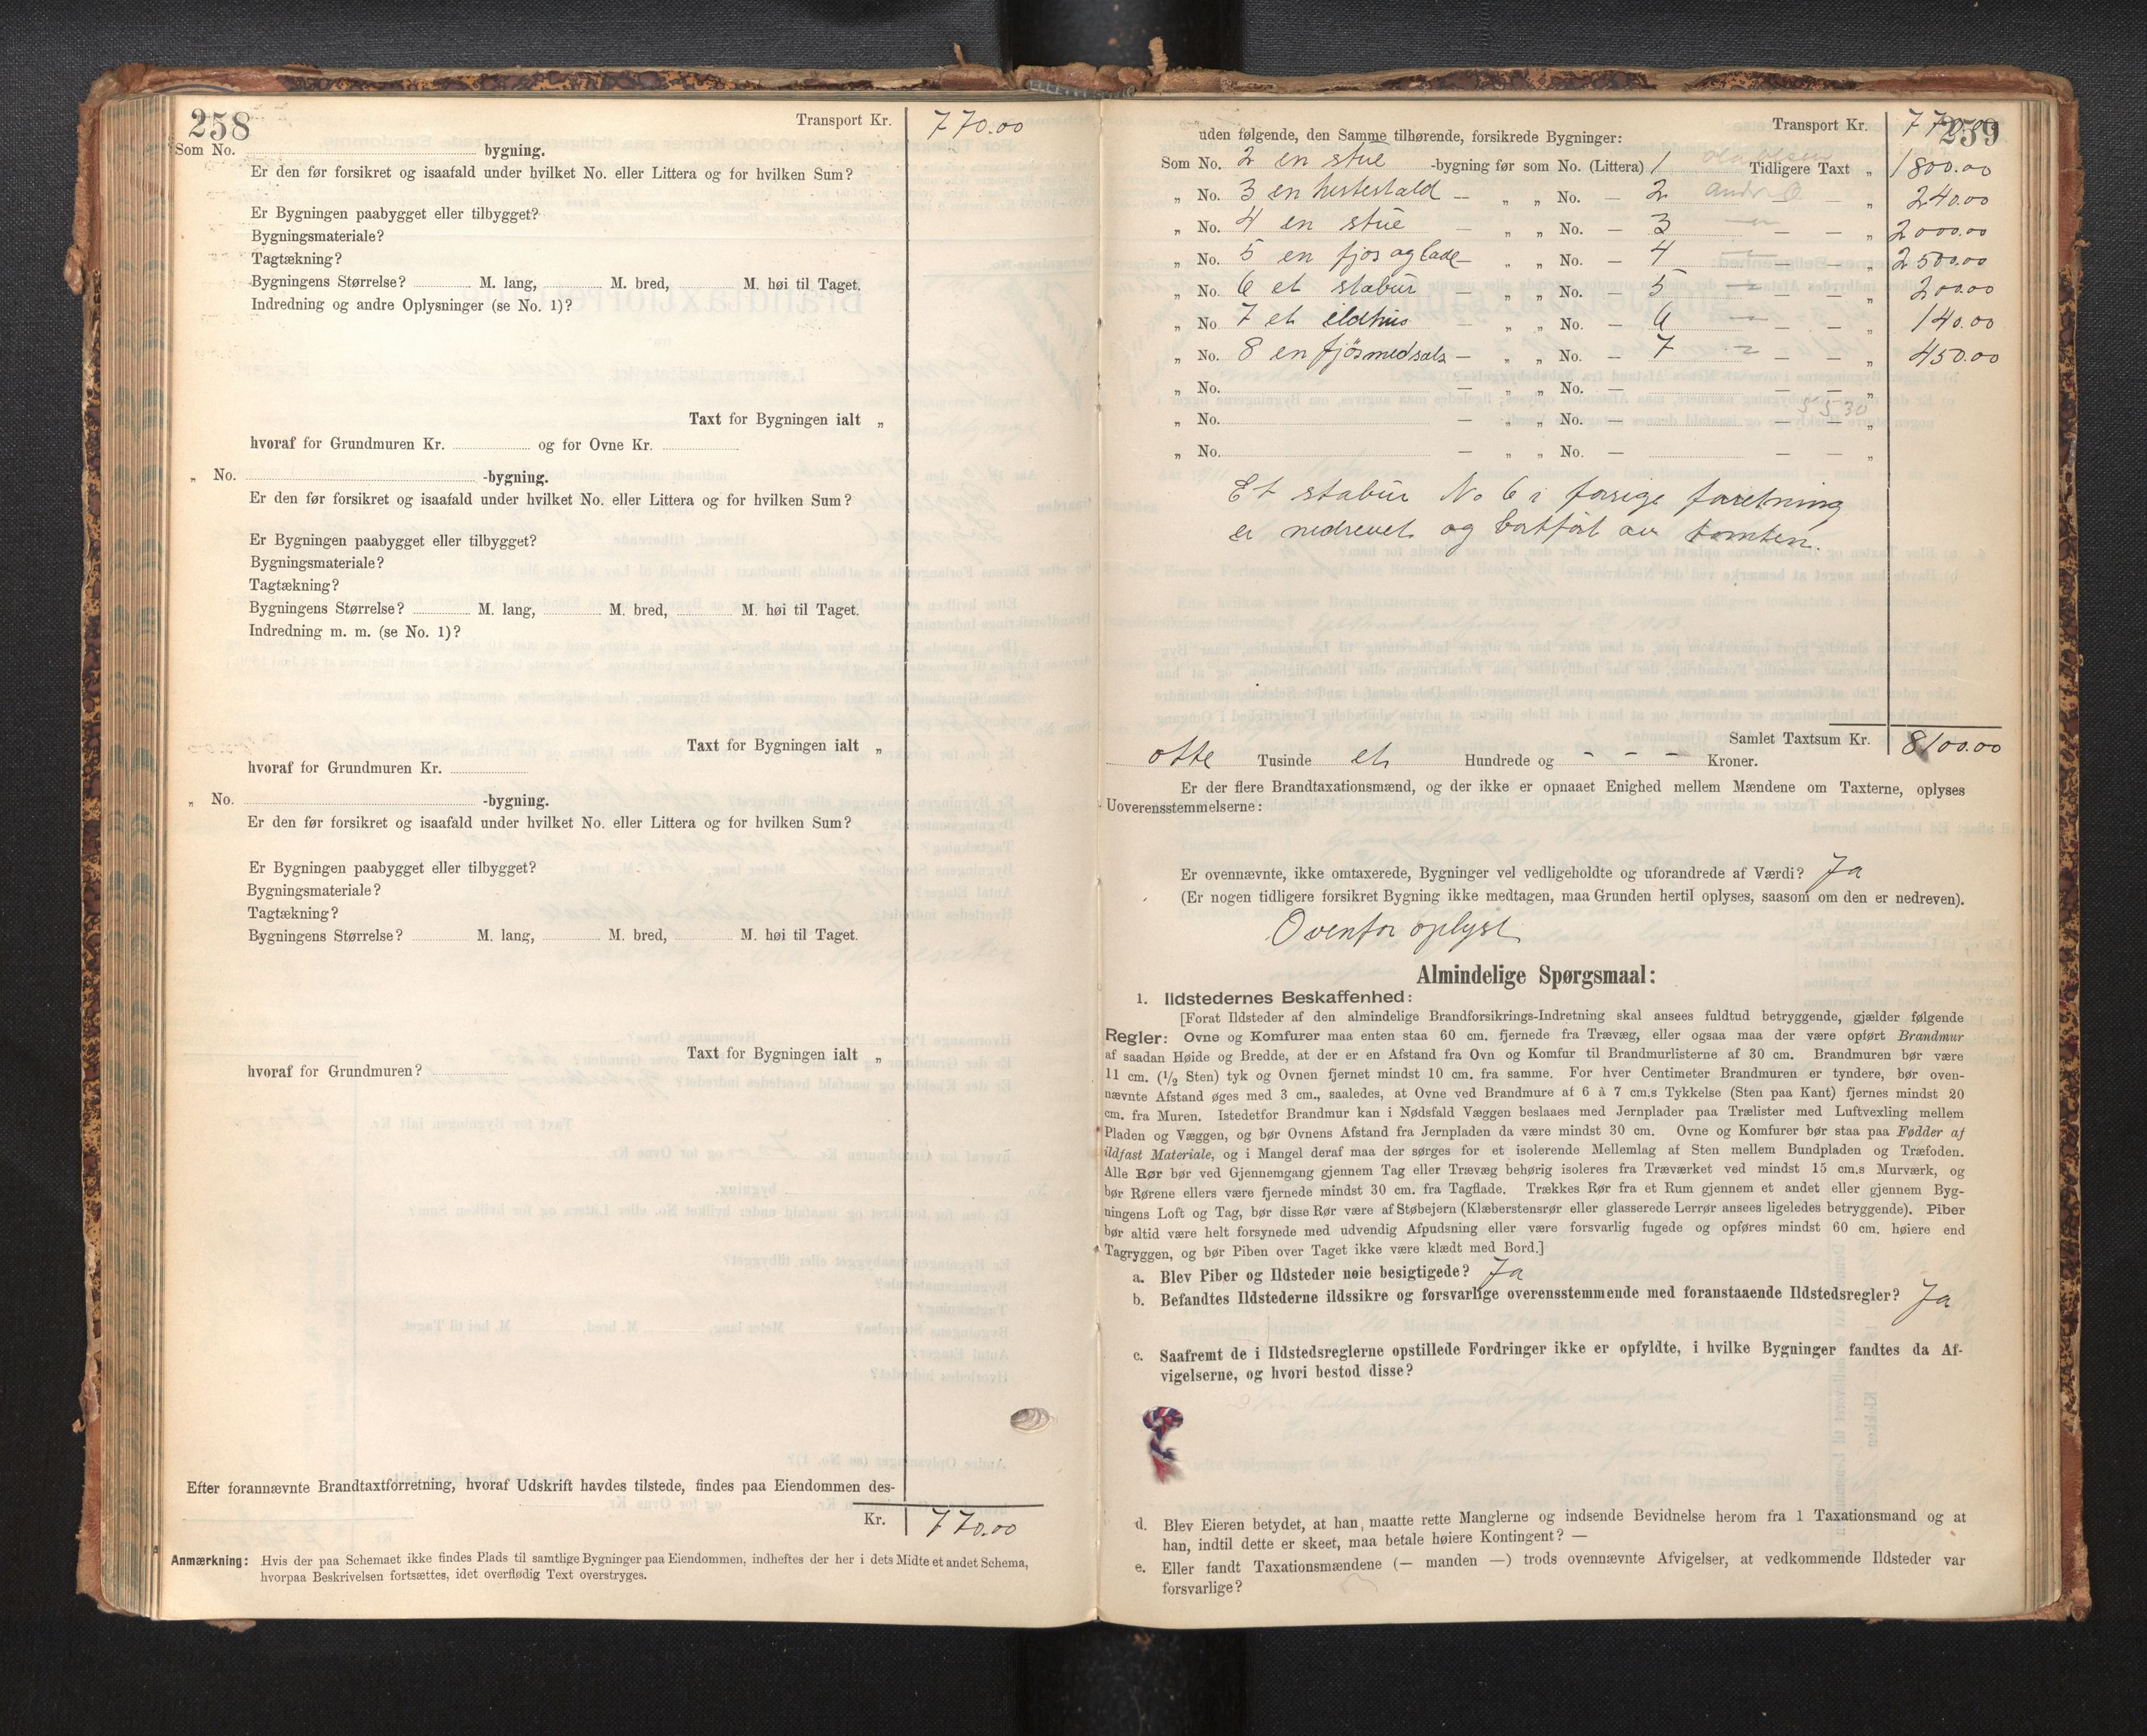 258
Transport Kr. 770.00
Som No. bygning.
Er den før forsikret og isaafald under hvilket No. eller Littera og for hvilken Sum?
Er Bygningen paabygget eller tilbygget?
Bygningsmateriale?
Tagtækning?
Bygningens Størrelse? M. lang, M. bred, M. høi til Taget.
Indredning og andre Oplysninger (se No. 1)?
Taxt for Bygningen ialt „
hvoraf for Grundmuren Kr. og for Ovne Kr.
„ No. -bygning.
Er den før forsikret og isaafald under hvilket No. eller Littera og for hvilken Sum?
Er Bygningen paabygget eller tilbygget?
Bygningsmateriale?
Tagtækning?
Bygningens Størrelse? M. lang, M. bred, M. høi til Taget.
Indredning m. m. (se No. 1)?
Taxt for Bygningen ialt „
hvoraf for Grundmuren Kr.
„ No. -bygning.
Er den før forsikret og isaafald under hvilket No. eller Littera og for hvilken Sum?
Er Bygningen paabygget eller tilbygget?
Bygningsmateriale?
Tagtækning?
Bygningens Størrelse? M. lang, M. bred, M. høi til Taget.
Taxt for Bygningen ialt „
hvoraf for Grundmuren?
Efter forannævnte Brandtaxtforretning, hvoraf Udskrift havdes tilstede, findes paa Eiendommen des-
Kr. 770.00
Anmærkning: Hvis der paa Schemaet ikke findes Plads til samtlige Bygninger paa Eiendommen, indheftes der her i dets Midte et andet Schema,
hvorpaa Beskrivelsen fortsættes, idet overflødig Text overstryges.
259
Transport Kr. 770.00
uden følgende, den Samme tilhørende, forsikrede Bygninger:
Som No. 2 en stue -bygning før som No. (Littera) 1 Tidligere Taxt „ 1800.00
„ No. 3 en hestestald — „ „ No. — 2 — „ 240.00
„ No. 4 en stue — „ „ No. — 3 — — „ 2000.00
„ No. 5 en fjos og lade — „ „ No. — 4 — — „ 2500.00
„ No. 6 et stabur — „ „ No. — 5 — — „ 200.00
„ No. 7 et ildhus — „ „ No. — 6 — — „ 140.00
„ No. 8 en fjøs med sals — „ „ No. — 7 — — „ 450.00
„ No. — „ „ No. — — — „
5530
„ No. — „ „ No. — — — „
„ No. — „ „ No. — — — „
Et stabur No 6 i forrige forretning
er nedrevet og bortført av tomten.
Samlet Taxtsum Kr. 8100.00
otte Tusinde et Hundrede og - - - Kroner.
Er der flere Brandtaxationsmænd, og der ikke er opnaaet Enighed mellem Mændene om Taxterne, oplyses
Uoverensstemmelserne:
Er ovennævnte, ikke omtaxerede, Bygninger vel vedligeholdte og uforandrede af Værdi? Ja
(Er nogen tidligere forsikret Bygning ikke medtagen, maa Grunden hertil oplyses, saasom om den er nedreven).
Ovenfor oplyst
Almindelige Spørgsmaal:
1. Ildstedernes Beskaffenhed:
[Forat Ildsteder af den almindelige Brandforsikrings-Indretning skal ansees fuldtud betryggende, gjælder følgende
Regler: Ovne og Komfurer maa enten staa 60 cm. fjernede fra Trævæg, eller ogsaa maa der være opført Brandmur
af saadan Høide og Bredde, at der er en Afstand fra Ovn og Komfur til Brandmurlisterne af 30 cm. Brandmuren bør være
11 cm. (1/2 Sten) tyk og Ovnen fjernet mindst 10 cm. fra samme. For hver Centimeter Brandmuren er tyndere, bør oven-
nævnte Afstand øges med 3 cm., saaledes, at Ovne ved Brandmure af 6 à 7 cm.s Tykkelse (Sten paa Kant) fjernes mindst 20
cm. fra Muren. Istedetfor Brandmur kan i Nødsfald Væggen beslaaes med Jernplader paa Trælister med Luftvexling mellem
Pladen og Væggen, og bør Ovnens Afstand fra Jernpladen da være mindst 30 cm. Ovne og Komfurer bør staa paa Fødder af
ildfast Materiale, og i Mangel deraf maa der sørges for et isolerende Mellemlag af Sten mellem Bundpladen og Træfoden.
Alle Rør bør ved Gjennemgang gjennem Tag eller Trævæg behørig isoleres fra Træværket ved mindst 15 cm.s Murværk, og
bør Rørene ellers være fjernede mindst 30 cm. fra Tagflade. Trækkes Rør fra et Rum gjennem et andet eller gjennem Byg-
ningens Loft og Tag, bør disse Rør være af Støbejern (Klæberstensrør eller glasserede Lerrør ansees ligeledes betryggende). Piber
bør altid være helt forsynede med udvendig Afpudsning eller være forsvarlig fugede og opføres mindst 60 cm. høiere end
Tagryggen, og bør Piben over Taget ikke være klædt med Bord.]
a. Blev Piber og Ildsteder nøie besigtigede? Ja
b. Befandtes Ildstederne ildssikre og forsvarlige overensstemmende med foranstaaende Ildstedsregler? Ja
c. Saafremt de i Ildstedsreglerne opstillede Fordringer ikke er opfyldte, i hvilke Bygninger fandtes da Af-
vigelserne, og hvori bestod disse?
d. Blev Eieren betydet, at han maatte rette Manglerne og indsende Bevidnelse herom fra 1 Taxationsmand og at
han, indtil dette er skeet, maa betale høiere Kontingent? —
e. Eller fandt Taxationsmændene (— manden —) trods ovennævnte Afvigelser, at vedkommende Ildsteder var
forsvarlige?